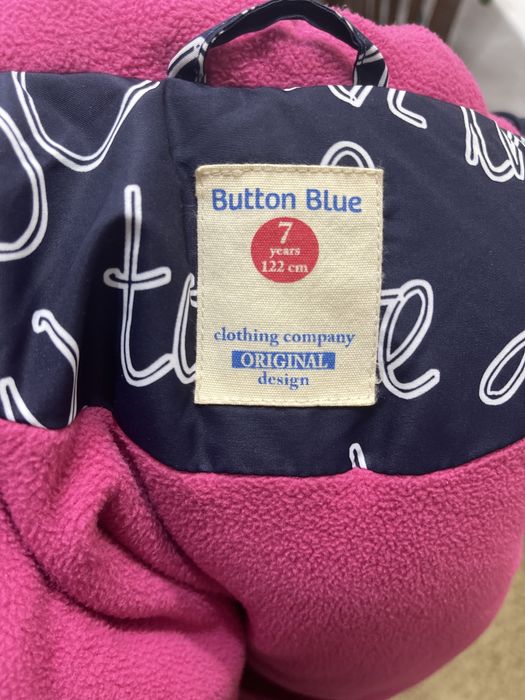 Button Blue
7
years
122 cm
clothing company
ORIGINAL
design